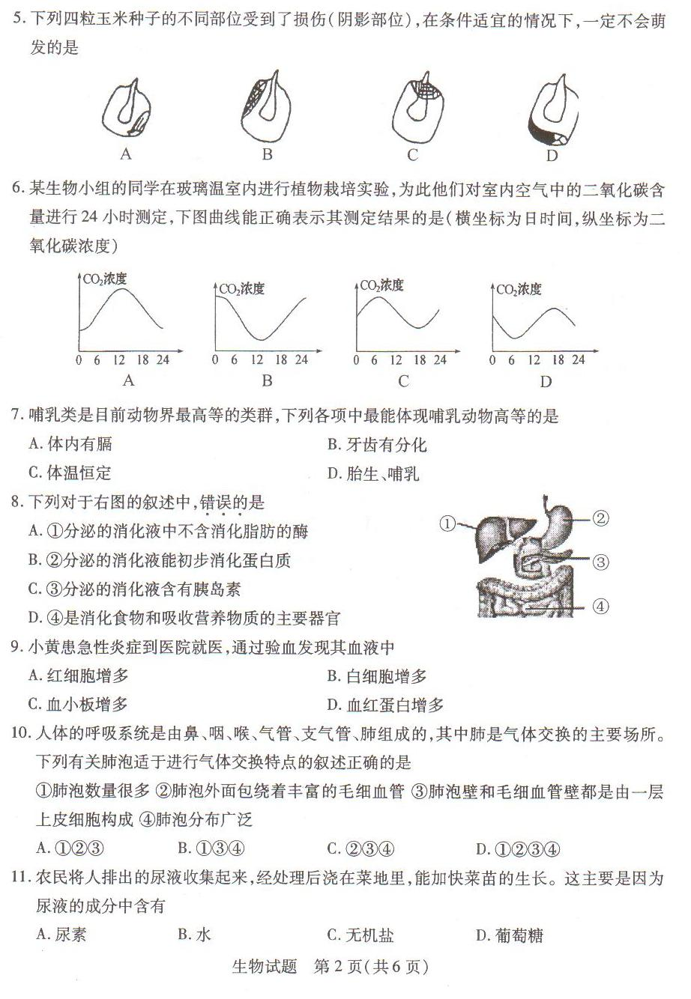 5. 下列四粒玉米种子的不同部位受到了损伤(阴影部位),在条件适宜的情况下,一定不会萌
发的是
A
B
C
D
6. 某生物小组的同学在玻璃温室内进行植物栽培实验,为此他们对室内空气中的二氧化碳含
量进行 24 小时测定,下图曲线能正确表示其测定结果的是(横坐标为日时间,纵坐标为二
氧化碳浓度)
CO₂浓度
0 6 12 18 24
A
CO₂浓度
0 6 12 18 24
B
CO₂浓度
0 6 12 18 24
C
CO₂浓度
0 6 12 18 24
D
7. 哺乳类是目前动物界最高等的类群,下列各项中最能体现哺乳动物高等的是
A. 体内有膈 B. 牙齿有分化
C. 体温恒定 D. 胎生、哺乳
8. 下列对于右图的叙述中,错误的是
A. ①分泌的消化液中不含消化脂肪的酶
B. ②分泌的消化液能初步消化蛋白质
C. ③分泌的消化液含有胰岛素
D. ④是消化食物和吸收营养物质的主要器官
①
②
③
④
9. 小黄患急性炎症到医院就医,通过验血发现其血液中
A. 红细胞增多 B. 白细胞增多
C. 血小板增多 D. 血红蛋白增多
10. 人体的呼吸系统是由鼻、咽、喉、气管、支气管、肺组成的,其中肺是气体交换的主要场所。
下列有关肺泡适于进行气体交换特点的叙述正确的是
①肺泡数量很多 ②肺泡外面包绕着丰富的毛细血管 ③肺泡壁和毛细血管壁都是由一层
上皮细胞构成 ④肺泡分布广泛
A. ①②③ B. ①③④ C. ②③④ D. ①②③④
11. 农民将人排出的尿液收集起来,经处理后浇在菜地里,能加快菜苗的生长。这主要是因为
尿液的成分中含有
A. 尿素 B. 水 C. 无机盐 D. 葡萄糖
生物试题 第 2 页(共 6 页)